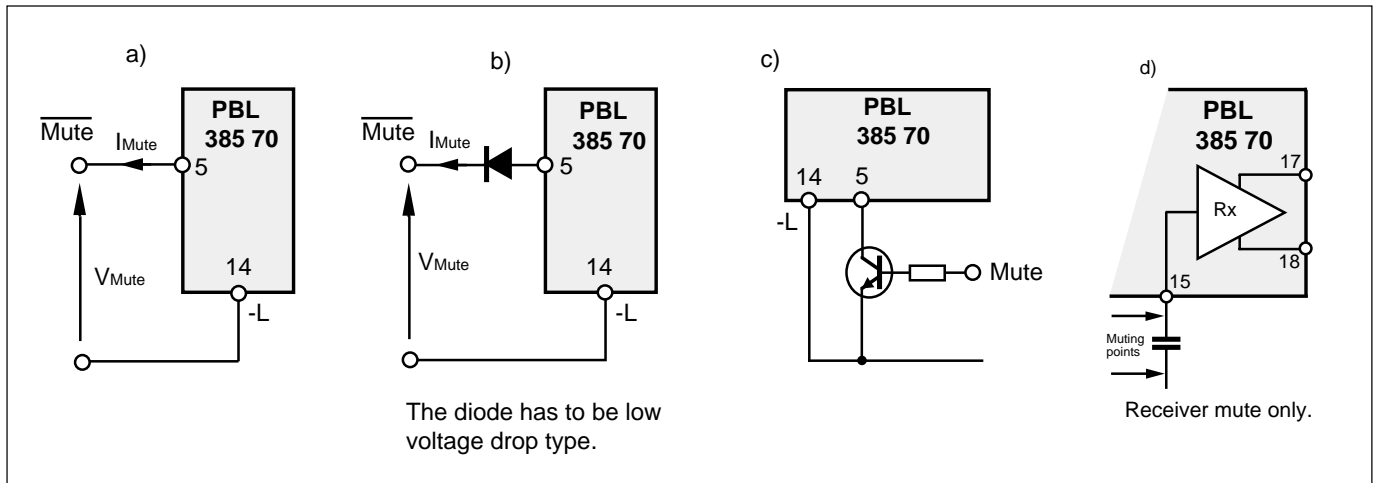 a)
PBL
385 70
Mute
IMute
5
VMute
14
-L
b)
PBL
385 70
Mute
IMute
5
VMute
14
-L
The diode has to be low
voltage drop type.
c)
PBL
385 70
14 5
-L
Mute
d)
PBL
385 70
17
Rx
18
15
Muting
points
Receiver mute only.